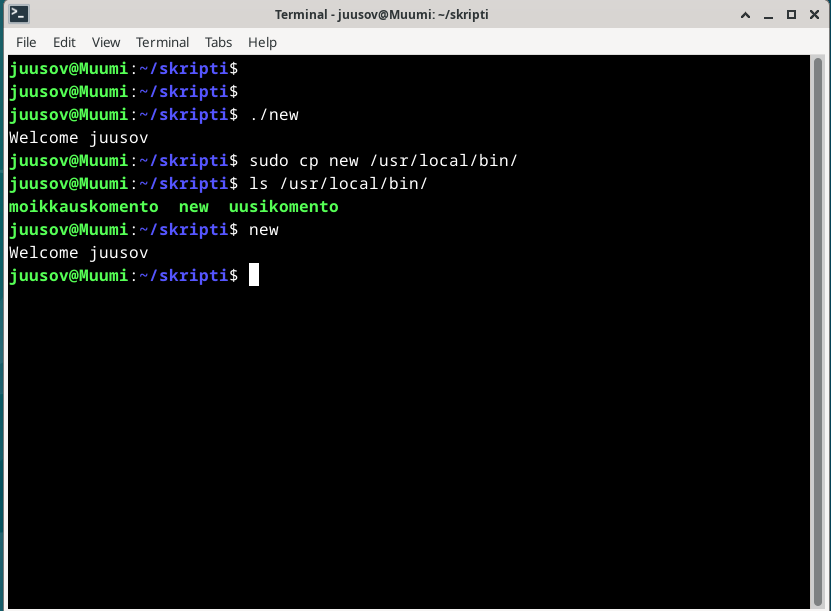 Terminal - juusov@Muumi: ~/skripti
File Edit View Terminal Tabs Help
juusov@Muumi:~/skripti$
juusov@Muumi:~/skripti$
juusov@Muumi:~/skripti$ ./new
Welcome juusov
juusov@Muumi:~/skripti$ sudo cp new /usr/local/bin/
juusov@Muumi:~/skripti$ ls /usr/local/bin/
moikkauskomento  new  uusikomento
juusov@Muumi:~/skripti$ new
Welcome juusov
juusov@Muumi:~/skripti$